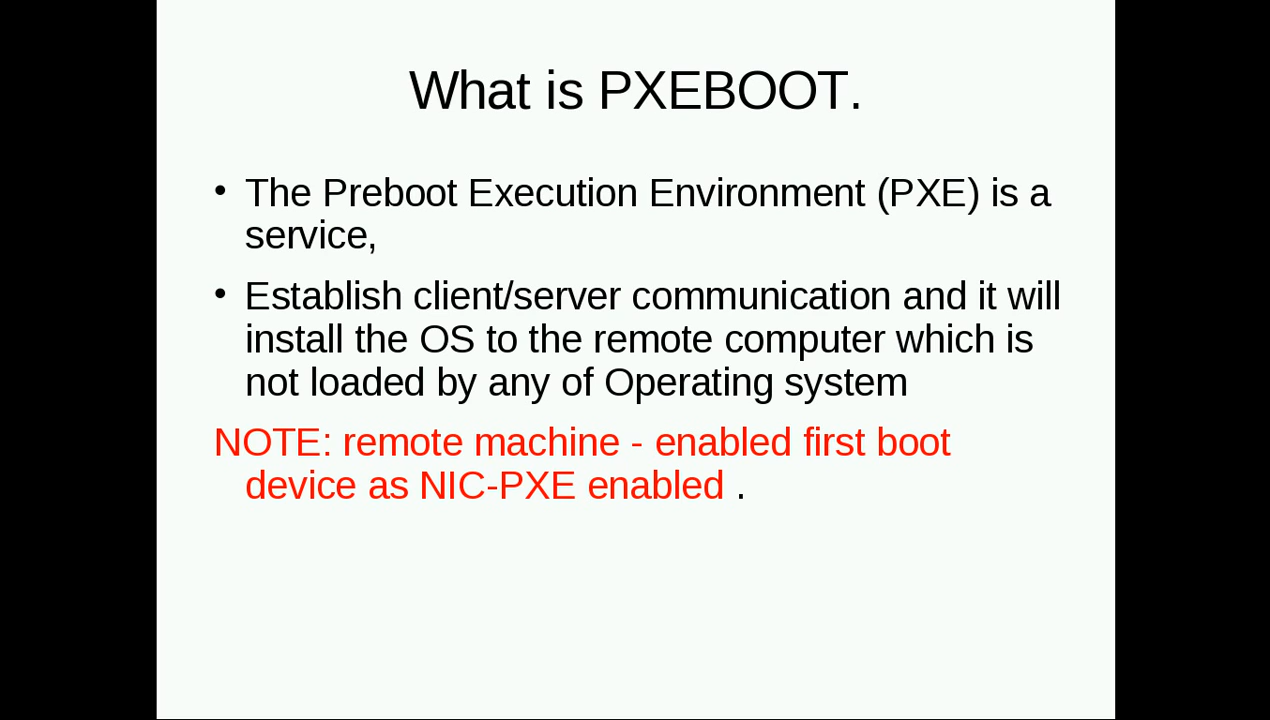 What is PXEBOOT.
• The Preboot Execution Environment (PXE) is a
service,
• Establish client/server communication and it will
install the OS to the remote computer which is
not loaded by any of Operating system
NOTE: remote machine - enabled first boot
device as NIC-PXE enabled .